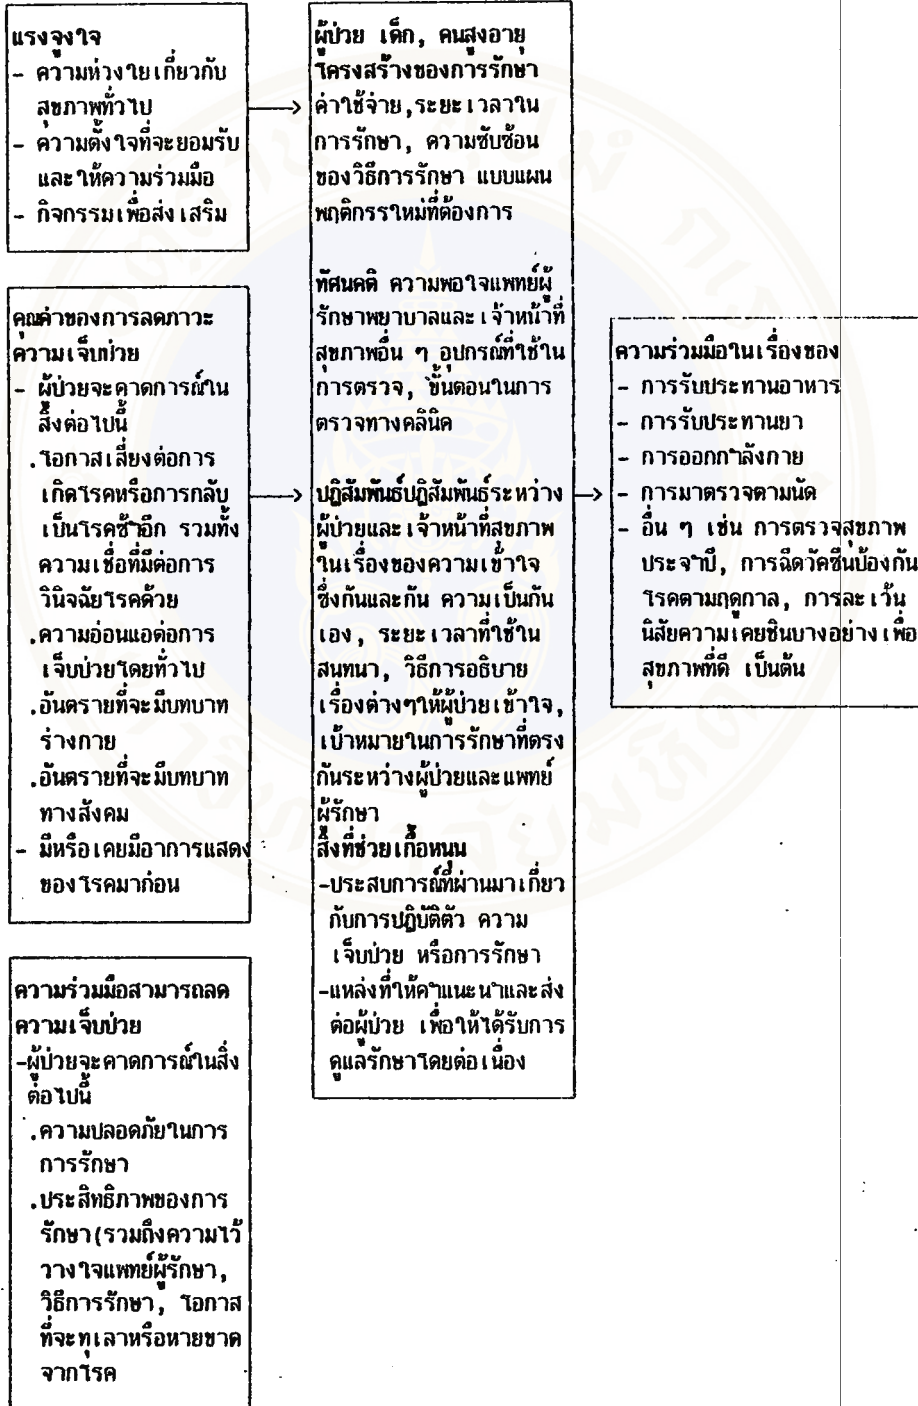 แรงจูงใจ
- ความห่วงใยเกี่ยวกับ
สุขภาพทั่วไป
- ความตั้งใจที่จะยอมรับ
และให้ความร่วมมือ
- กิจกรรมเพื่อส่งเสริม
คุณค่าของการลดภาวะ
ความเจ็บป่วย
- ผู้ป่วยจะคาดการณ์ใน
สิ่งต่อไปนี้
.โอกาสเสี่ยงต่อการ
เกิดโรคหรือการกลับ
เป็นโรคซ้ำอีก รวมทั้ง
ความเชื่อที่มีต่อการ
วินิจฉัยโรคด้วย
.ความอ่อนแอต่อการ
เจ็บป่วยโดยทั่วไป
.อันตรายที่จะมีบทบาท
ร่างกาย
.อันตรายที่จะมีบทบาท
ทางสังคม
- มีหรือเคยมีอาการแสดง
ของโรคมาก่อน
ความร่วมมือสามารถลด
ความเจ็บป่วย
-ผู้ป่วยจะคาดการณ์ในสิ่ง
ต่อไปนี้
.ความปลอดภัยในการ
การรักษา
.ประสิทธิภาพของการ
รักษา(รวมถึงความไว้
วางใจแพทย์ผู้รักษา,
วิธีการรักษา, โอกาส
ที่จะทุเลาหรือหายขาด
จากโรค
ผู้ป่วย เด็ก, คนสูงอายุ
โครงสร้างของการรักษา
ค่าใช้จ่าย,ระยะเวลาใน
การรักษา, ความซับซ้อน
ของวิธีการรักษา แบบแผน
พฤติกรรใหม่ที่ต้องการ
ทัศนคติ ความพอใจแพทย์ผู้
รักษาพยาบาลและเจ้าหน้าที่
สุขภาพอื่น ๆ อุปกรณ์ที่ใช้ใน
การตรวจ, ขั้นตอนในการ
ตรวจทางคลินิค
ปฏิสัมพันธ์ปฏิสัมพันธ์ระหว่าง
ผู้ป่วยและเจ้าหน้าที่สุขภาพ
ในเรื่องของความเข้าใจ
ซึ่งกันและกัน ความเป็นกัน
เอง, ระยะเวลาที่ใช้ใน
สนทนา, วิธีการอธิบาย
เรื่องต่างๆให้ผู้ป่วยเข้าใจ,
เป้าหมายในการรักษาที่ตรง
กันระหว่างผู้ป่วยและแพทย์
ผู้รักษา
สิ่งที่ช่วยเกื้อหนุน
-ประสบการณ์ที่ผ่านมาเกี่ยว
กับการปฏิบัติตัว ความ
เจ็บป่วย หรือการรักษา
-แหล่งที่ให้คำแนะนำและส่ง
ต่อผู้ป่วย เพื่อให้ได้รับการ
ดูแลรักษาโดยต่อเนื่อง
ความร่วมมือในเรื่องของ
- การรับประทานอาหาร
- การรับประทานยา
- การออกกำลังกาย
- การมาตรวจตามนัด
- อื่น ๆ เช่น การตรวจสุขภาพ
ประจำปี, การฉีดวัคซีนป้องกัน
โรคตามฤดูกาล, การละเว้น
นิสัยความเคยชินบางอย่างเพื่อ
สุขภาพที่ดี เป็นต้น